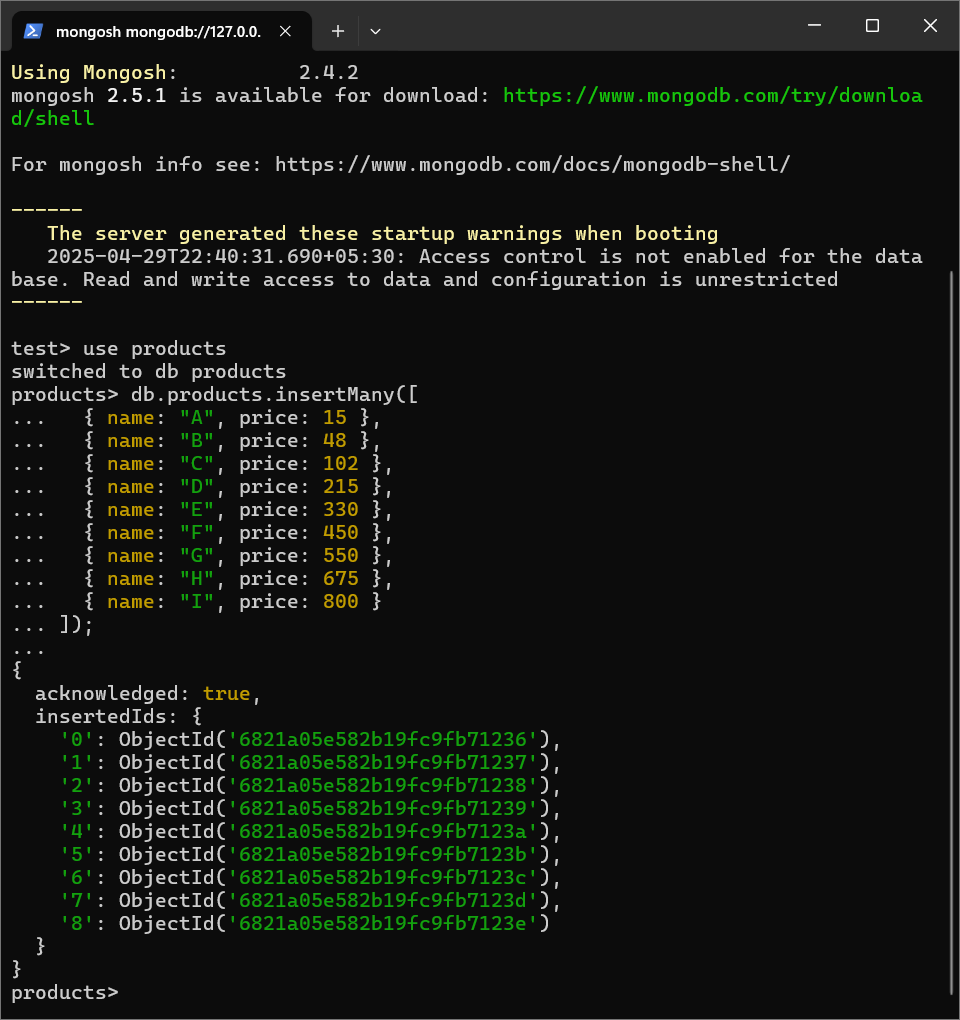 mongosh mongodb://127.0.0.
Using Mongosh:          2.4.2
mongosh 2.5.1 is available for download: https://www.mongodb.com/try/downloa
d/shell
For mongosh info see: https://www.mongodb.com/docs/mongodb-shell/
------
   The server generated these startup warnings when booting
   2025-04-29T22:40:31.690+05:30: Access control is not enabled for the data
base. Read and write access to data and configuration is unrestricted
------
test> use products
switched to db products
products> db.products.insertMany([
...   { name: "A", price: 15 },
...   { name: "B", price: 48 },
...   { name: "C", price: 102 },
...   { name: "D", price: 215 },
...   { name: "E", price: 330 },
...   { name: "F", price: 450 },
...   { name: "G", price: 550 },
...   { name: "H", price: 675 },
...   { name: "I", price: 800 }
... ]);
...
{
  acknowledged: true,
  insertedIds: {
    '0': ObjectId('6821a05e582b19fc9fb71236'),
    '1': ObjectId('6821a05e582b19fc9fb71237'),
    '2': ObjectId('6821a05e582b19fc9fb71238'),
    '3': ObjectId('6821a05e582b19fc9fb71239'),
    '4': ObjectId('6821a05e582b19fc9fb7123a'),
    '5': ObjectId('6821a05e582b19fc9fb7123b'),
    '6': ObjectId('6821a05e582b19fc9fb7123c'),
    '7': ObjectId('6821a05e582b19fc9fb7123d'),
    '8': ObjectId('6821a05e582b19fc9fb7123e')
  }
}
products>